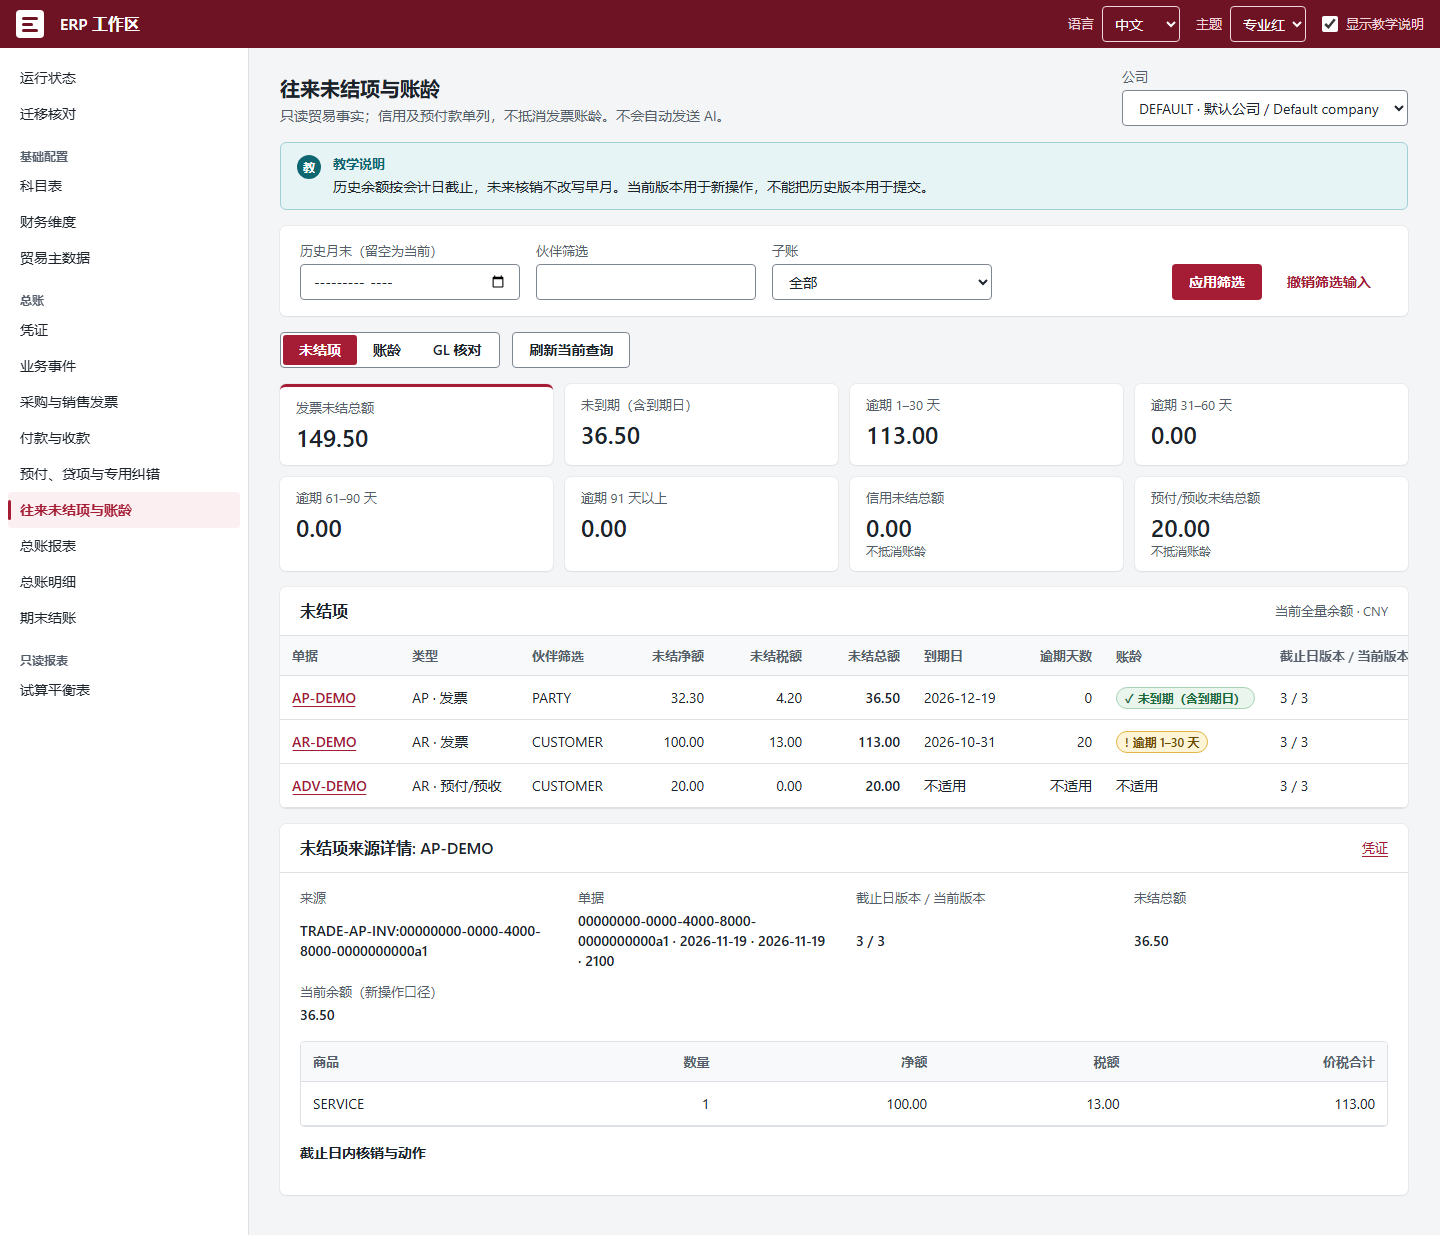 ERP 工作区
语言 中文 主题 专业红 显示教学说明
运行状态
迁移核对
基础配置
科目表
财务维度
贸易主数据
总账
凭证
业务事件
采购与销售发票
付款与收款
预付、贷项与专用纠错
往来未结项与账龄
总账报表
总账明细
期末结账
只读报表
试算平衡表
往来未结项与账龄
只读贸易事实；信用及预付款单列，不抵消发票账龄。不会自动发送 AI。
公司
DEFAULT · 默认公司 / Default company
教 教学说明
历史余额按会计日截止，未来核销不改写早月。当前版本用于新操作，不能把历史版本用于提交。
历史月末（留空为当前） 伙伴筛选 子账
--------- ---- 全部 应用筛选 撤销筛选输入
未结项 账龄 GL 核对 刷新当前查询
发票未结总额
149.50
未到期（含到期日）
36.50
逾期 1–30 天
113.00
逾期 31–60 天
0.00
逾期 61–90 天
0.00
逾期 91 天以上
0.00
信用未结总额
0.00
不抵消账龄
预付/预收未结总额
20.00
不抵消账龄
未结项 当前全量余额 · CNY
单据 类型 伙伴筛选 未结净额 未结税额 未结总额 到期日 逾期天数 账龄 截止日版本 / 当前版本
AP-DEMO AP · 发票 PARTY 32.30 4.20 36.50 2026-12-19 0 ✓ 未到期（含到期日） 3 / 3
AR-DEMO AR · 发票 CUSTOMER 100.00 13.00 113.00 2026-10-31 20 ! 逾期 1–30 天 3 / 3
ADV-DEMO AR · 预付/预收 CUSTOMER 20.00 0.00 20.00 不适用 不适用 不适用 3 / 3
未结项来源详情: AP-DEMO 凭证
来源
TRADE-AP-INV:00000000-0000-4000-
8000-0000000000a1
单据
00000000-0000-4000-8000-
0000000000a1 · 2026-11-19 · 2026-11-19
· 2100
截止日版本 / 当前版本
3 / 3
未结总额
36.50
当前余额（新操作口径）
36.50
商品 数量 净额 税额 价税合计
SERVICE 1 100.00 13.00 113.00
截止日内核销与动作